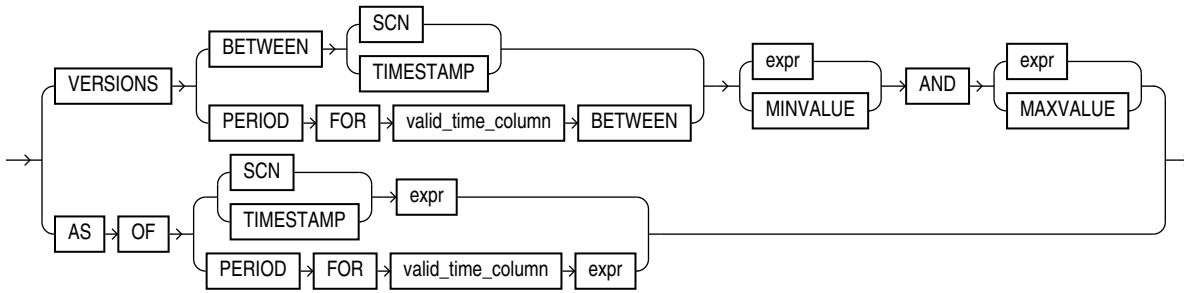 SCN
BETWEEN
TIMESTAMP
VERSIONS
PERIOD FOR valid_time_column BETWEEN
expr
MINVALUE
AND
expr
MAXVALUE
SCN
TIMESTAMP
expr
AS OF
PERIOD FOR valid_time_column expr